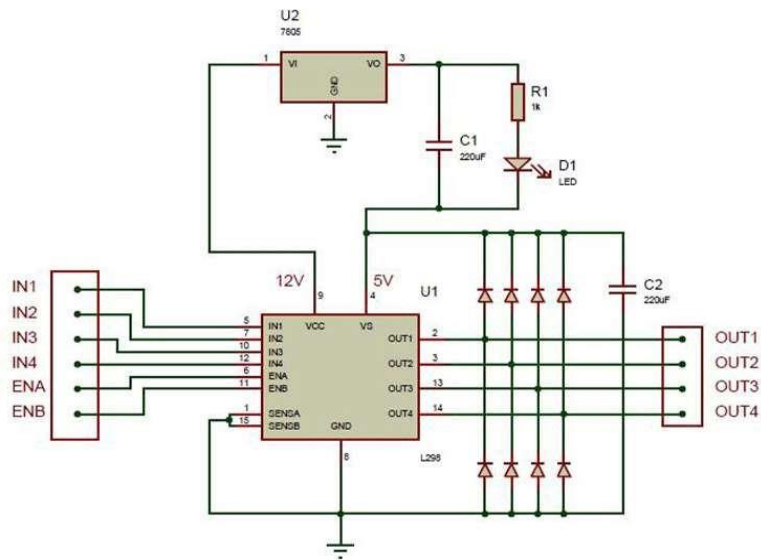 U2
7805
1 VI VO 3
GND
2
R1
1k
C1
220uF
D1
LED
12V 5V
9 4
U1
C2
220uF
IN1
IN2
IN3
IN4
ENA
ENB
5 IN1
7 IN2
10 IN3
12 IN4
6 ENA
11 ENB
1 SENSA
15 SENSB
VCC VS
OUT1 2
OUT2 3
OUT3 13
OUT4 14
GND
8
L298
OUT1
OUT2
OUT3
OUT4